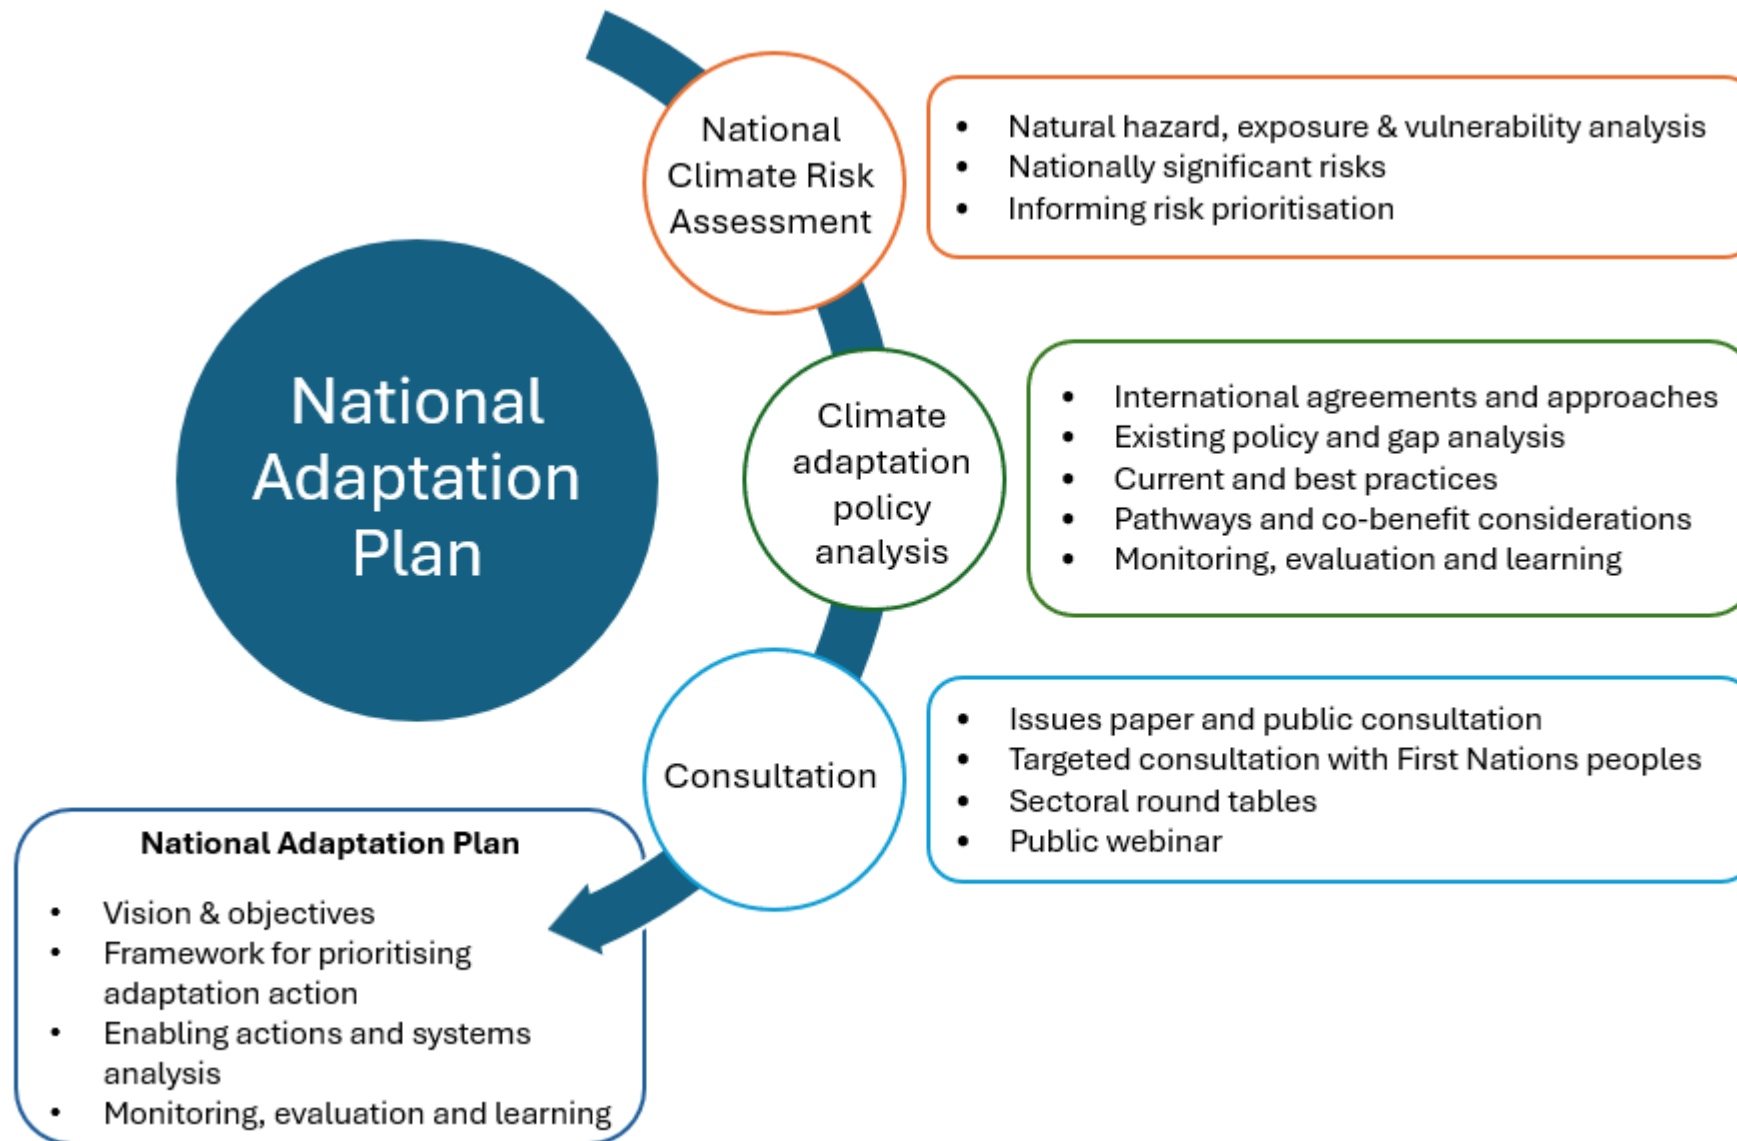 National
Climate Risk
Assessment
• Natural hazard, exposure & vulnerability analysis
• Nationally significant risks
• Informing risk prioritisation
National
Adaptation
Plan
Climate
adaptation
policy
analysis
• International agreements and approaches
• Existing policy and gap analysis
• Current and best practices
• Pathways and co-benefit considerations
• Monitoring, evaluation and learning
Consultation
• Issues paper and public consultation
• Targeted consultation with First Nations peoples
• Sectoral round tables
• Public webinar
National Adaptation Plan
• Vision & objectives
• Framework for prioritising
adaptation action
• Enabling actions and systems
analysis
• Monitoring, evaluation and learning